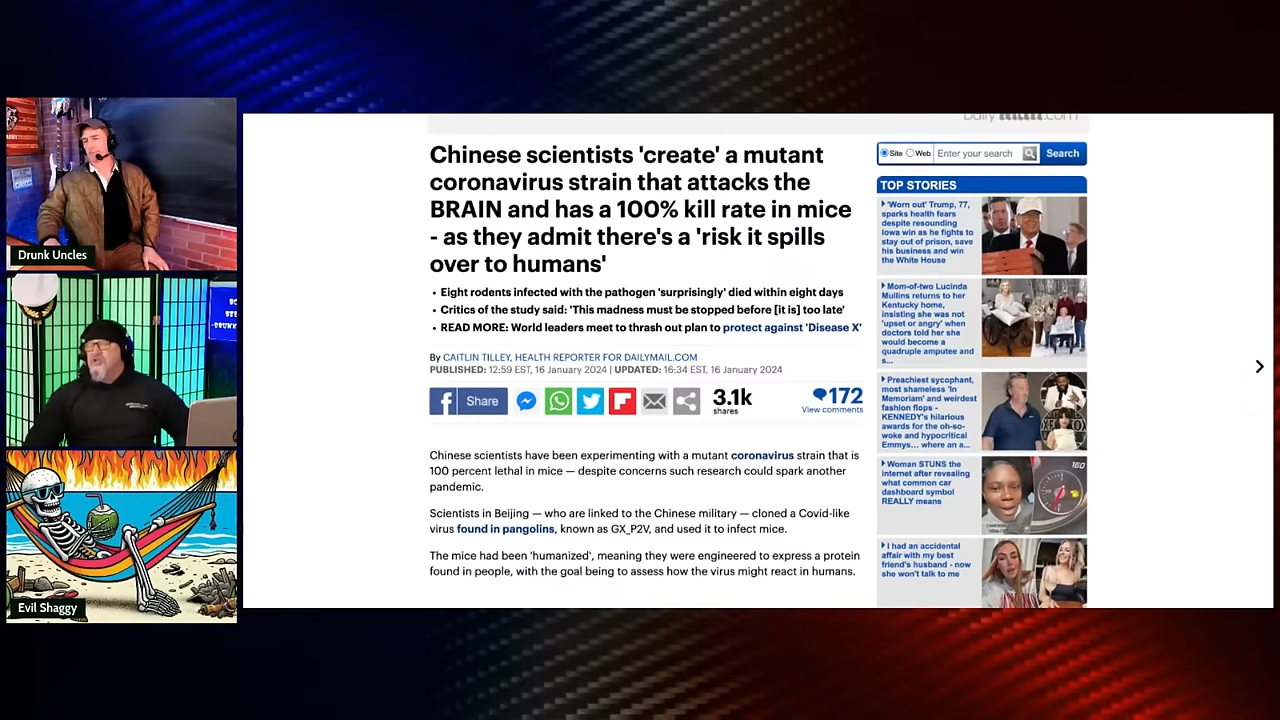 Drunk Uncles
Evil Shaggy
Chinese scientists 'create' a mutant
coronavirus strain that attacks the
BRAIN and has a 100% kill rate in mice
- as they admit there's a 'risk it spills
over to humans'
• Eight rodents infected with the pathogen 'surprisingly' died within eight days
• Critics of the study said: 'This madness must be stopped before [it is] too late'
• READ MORE: World leaders meet to thrash out plan to protect against 'Disease X'
By CAITLIN TILLEY, HEALTH REPORTER FOR DAILYMAIL.COM
PUBLISHED: 12:59 EST, 16 January 2024 | UPDATED: 16:34 EST, 16 January 2024
Share
3.1k
shares
172
View comments
Chinese scientists have been experimenting with a mutant coronavirus strain that is
100 percent lethal in mice — despite concerns such research could spark another
pandemic.
Scientists in Beijing — who are linked to the Chinese military — cloned a Covid-like
virus found in pangolins, known as GX_P2V, and used it to infect mice.
The mice had been 'humanized', meaning they were engineered to express a protein
found in people, with the goal being to assess how the virus might react in humans.
Site Web Enter your search Search
TOP STORIES
'Worn out' Trump, 77,
sparks health fears
despite resounding
Iowa win as he fights to
stay out of prison, save
his business and win
the White House
Mom-of-two Lucinda
Mullins returns to her
Kentucky home,
insisting she was not
'upset or angry' when
doctors told her she
would become a
quadruple amputee and
s...
Preachiest sycophant,
most shameless 'In
Memoriam' and weirdest
fashion flops -
KENNEDY's hilarious
awards for the oh-so-
woke and hypocritical
Emmys... where an a...
Woman STUNS the
internet after revealing
what common car
dashboard symbol
REALLY means
160
I had an accidental
affair with my best
friend's husband - now
she won't talk to me